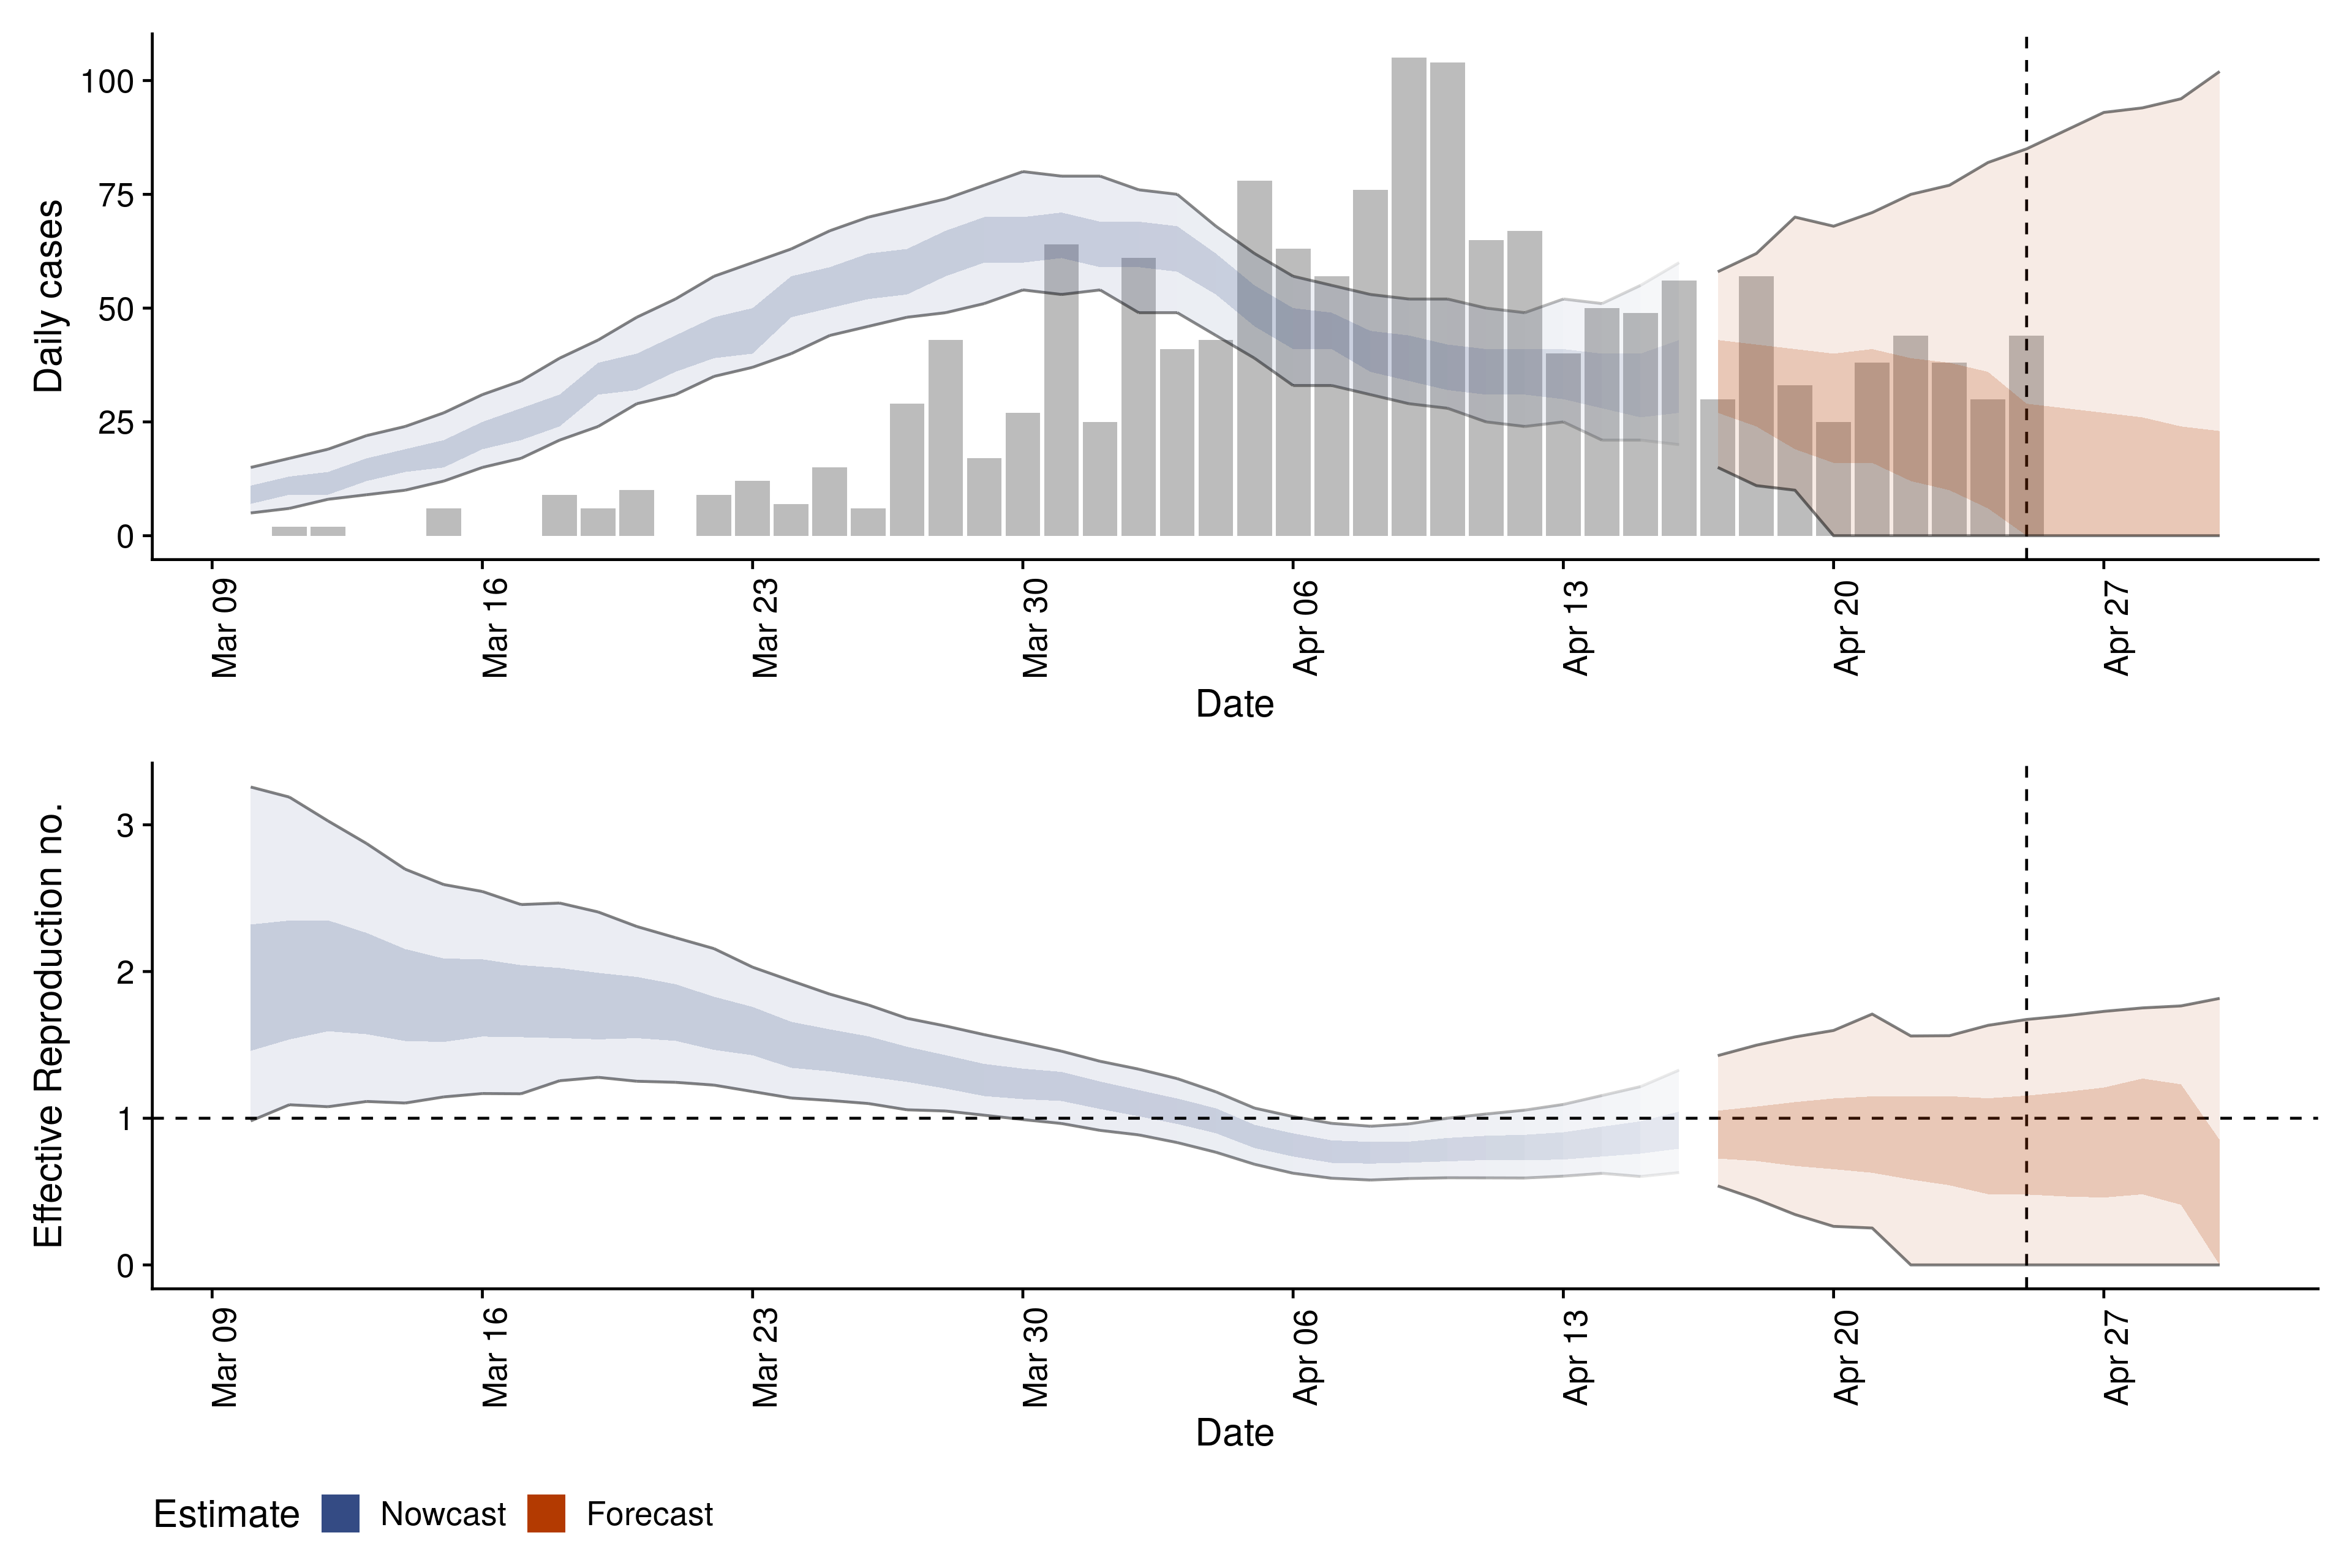 Daily cases
100
75
50
25
0
Mar 09
Mar 16
Mar 23
Mar 30
Apr 06
Apr 13
Apr 20
Apr 27
Date
Effective Reproduction no.
3
2
1
0
Mar 09
Mar 16
Mar 23
Mar 30
Apr 06
Apr 13
Apr 20
Apr 27
Date
Estimate Nowcast Forecast